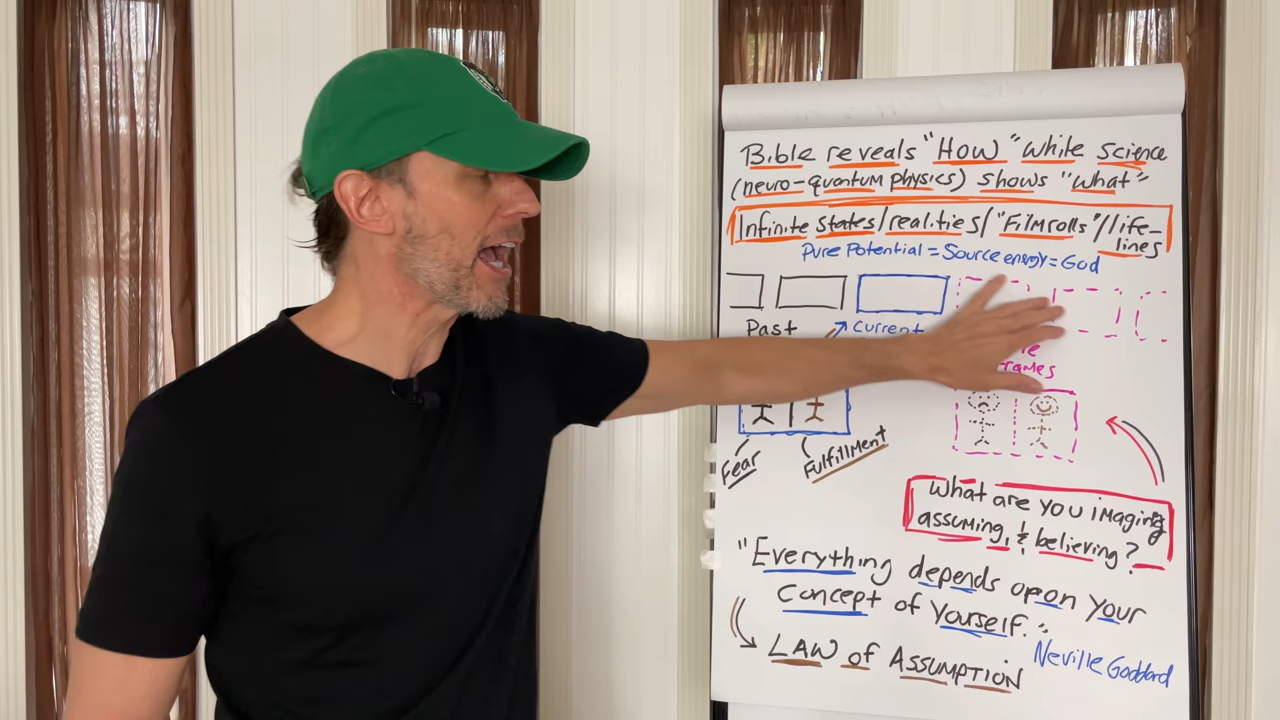 Bible reveals "How" while science
(neuro-quantum physics) shows "what"
Infinite states/realities/"Filmrolls"/life-
lines
Pure Potential = Source energy = God
Past
Current
Fear
Fulfillment
What are you imaging
assuming, & believing?
"Everything depends opon your
Concept of Yourself."
LAW of ASSUMPTION
Neville Goddard